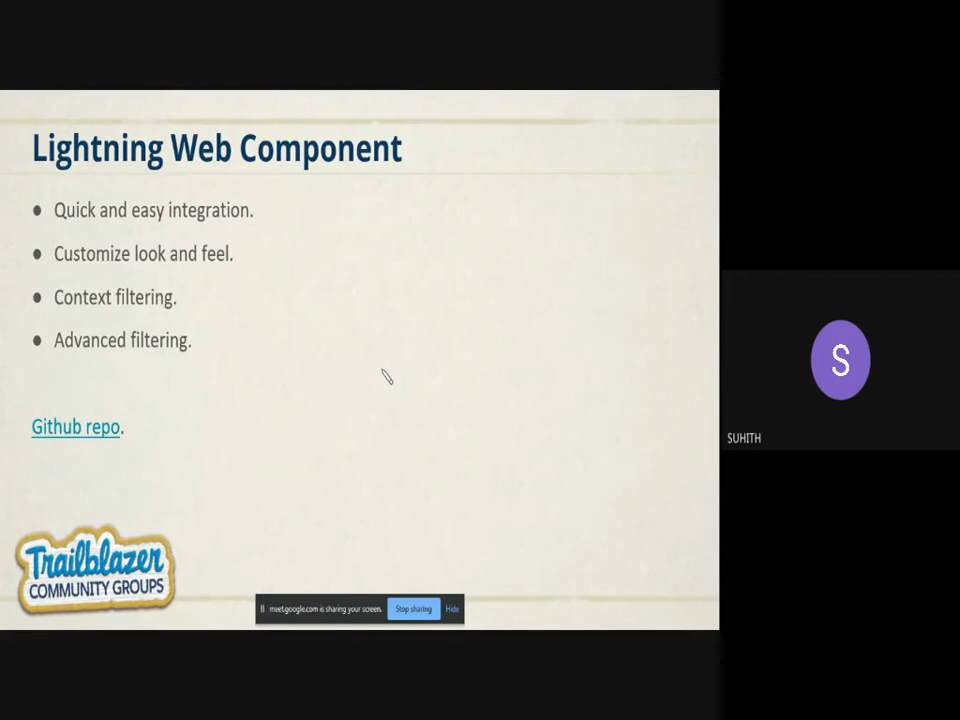 Lightning Web Component
● Quick and easy integration.
● Customize look and feel.
● Context filtering.
● Advanced filtering.
Github repo.
Trailblazer
COMMUNITY GROUPS
meet.google.com is sharing your screen. Stop sharing Hide
S
SUHITH